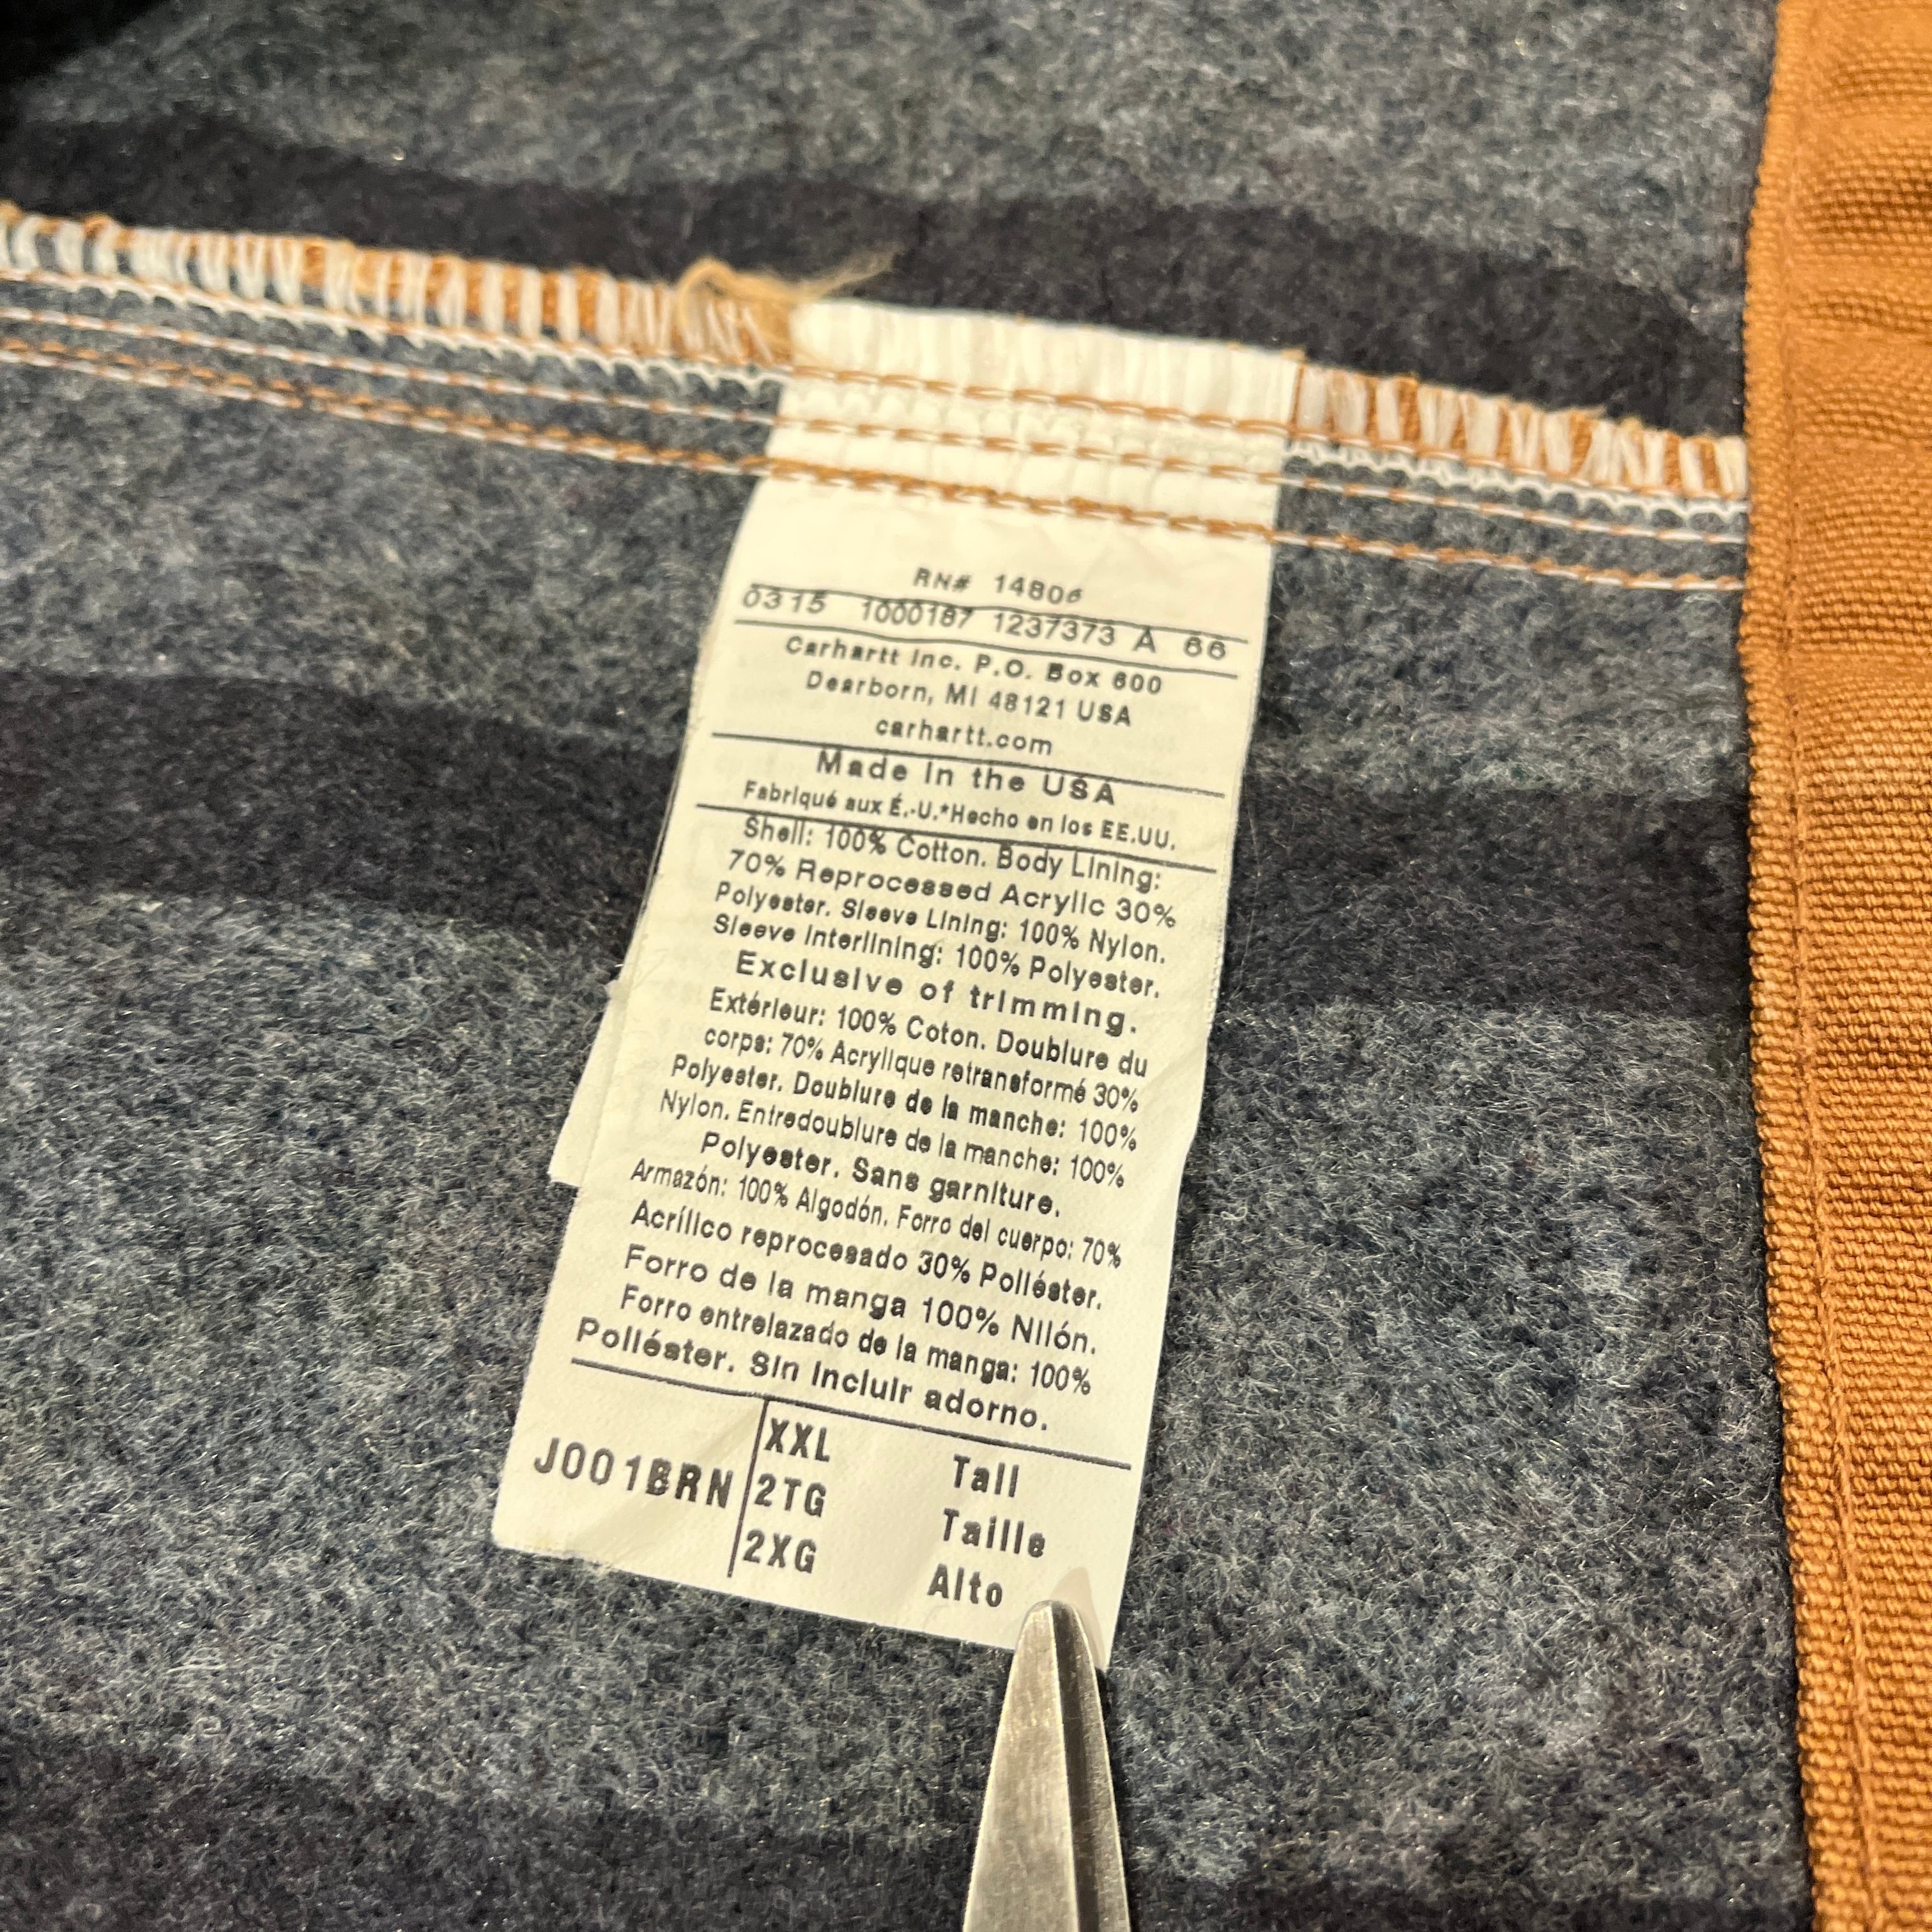 RN# 14806
0315 1000187 1237373 A 66
Carhartt Inc. P.O. Box 600
Dearborn, MI 48121 USA
carhartt.com
Made in the USA
Fabriqué aux É.-U.*Hecho en los EE.UU.
Shell: 100% Cotton. Body Lining:
70% Reprocessed Acrylic 30%
Polyester. Sleeve Lining: 100% Nylon.
Sleeve Interlining: 100% Polyester.
Exclusive of trimming.
Extérieur: 100% Coton. Doublure du
corps: 70% Acrylique retransformé 30%
Polyester. Doublure de la manche: 100%
Nylon. Entredoublure de la manche: 100%
Polyester. Sans garniture.
Armazón: 100% Algodón. Forro del cuerpo: 70%
Acrílico reprocesado 30% Poliéster.
Forro de la manga 100% Nilón.
Forro entrelazado de la manga: 100%
Poliéster. Sin incluir adorno.
J001BRN
XXL Tall
2TG Taille
2XG Alto